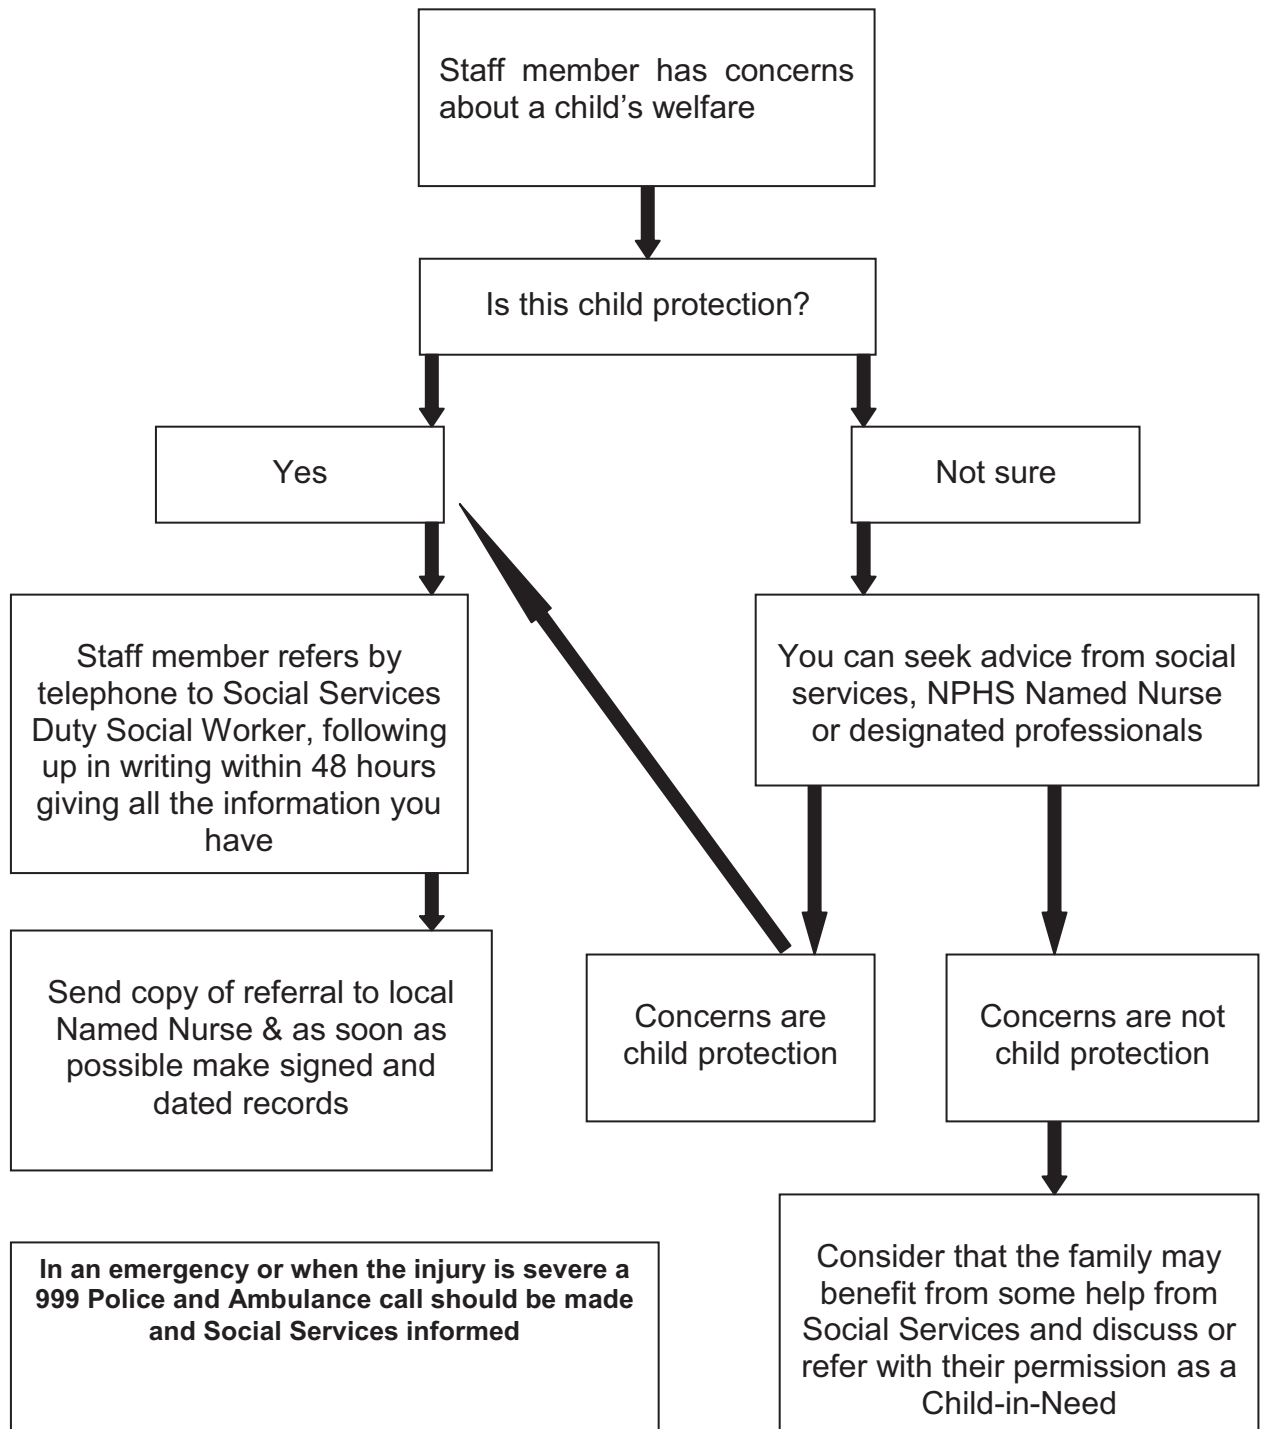 Staff member has concerns
about a child's welfare
Is this child protection?
Yes
Not sure
Staff member refers by
telephone to Social Services
Duty Social Worker, following
up in writing within 48 hours
giving all the information you
have
You can seek advice from social
services, NPHS Named Nurse
or designated professionals
Send copy of referral to local
Named Nurse & as soon as
possible make signed and
dated records
Concerns are
child protection
Concerns are not
child protection
In an emergency or when the injury is severe a
999 Police and Ambulance call should be made
and Social Services informed
Consider that the family may
benefit from some help from
Social Services and discuss or
refer with their permission as a
Child-in-Need